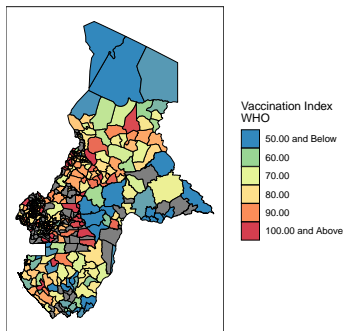 Vaccination Index
WHO
50.00 and Below
60.00
70.00
80.00
90.00
100.00 and Above